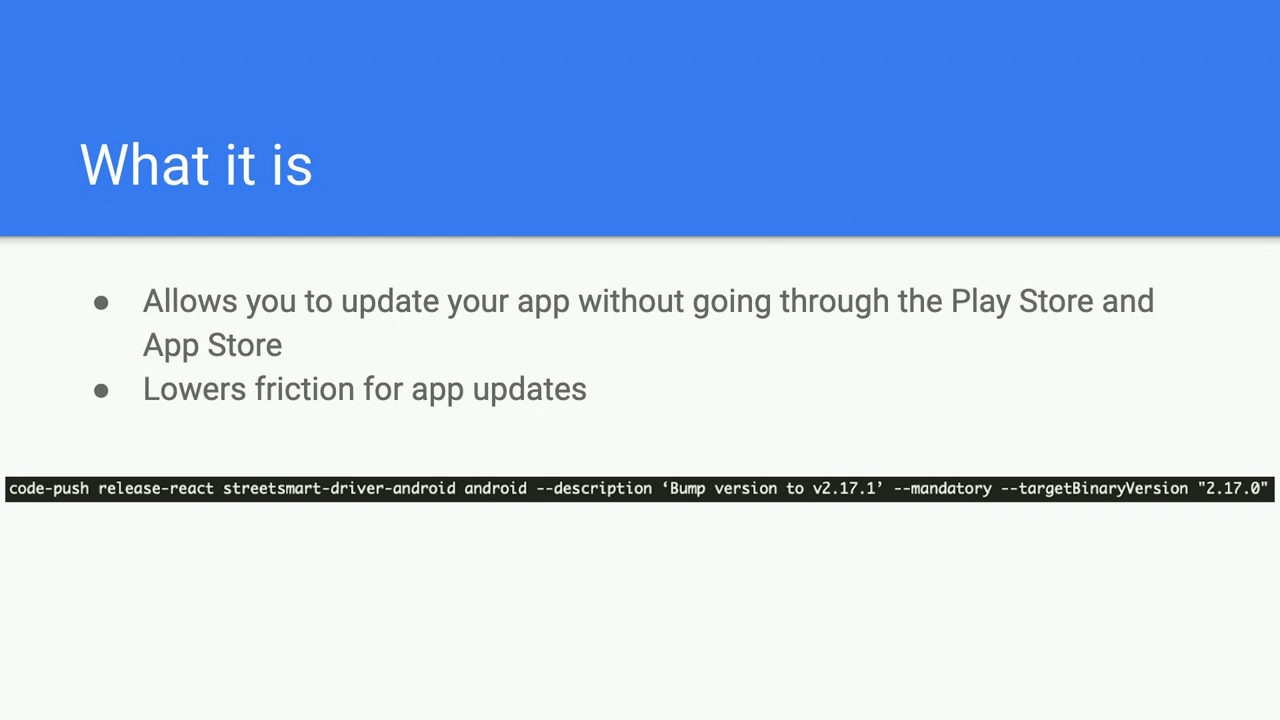 What it is
● Allows you to update your app without going through the Play Store and
App Store
● Lowers friction for app updates
code-push release-react streetsmart-driver-android android --description ‘Bump version to v2.17.1’ --mandatory --targetBinaryVersion "2.17.0"